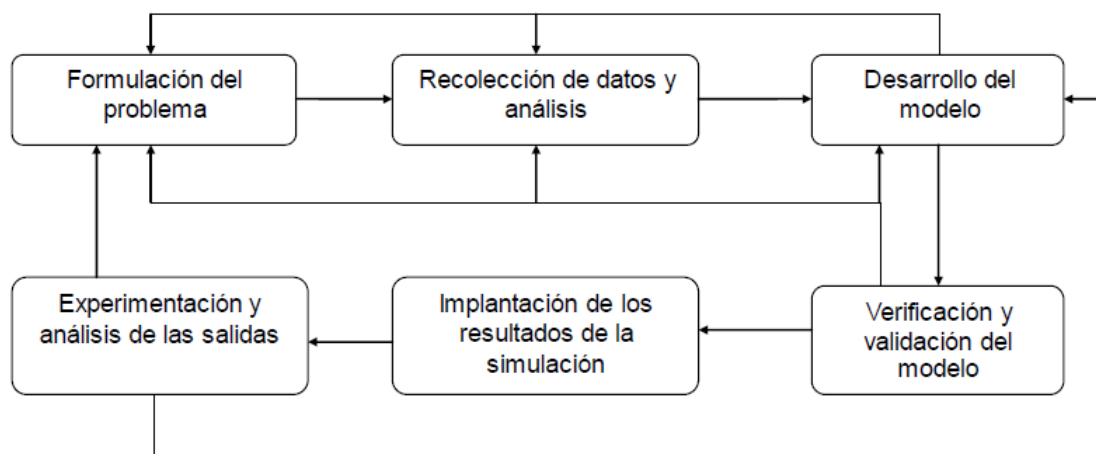 Formulación del
problema
Recolección de datos y
análisis
Desarrollo del
modelo
Experimentación y
análisis de las salidas
Implantación de los
resultados de la
simulación
Verificación y
validación del
modelo